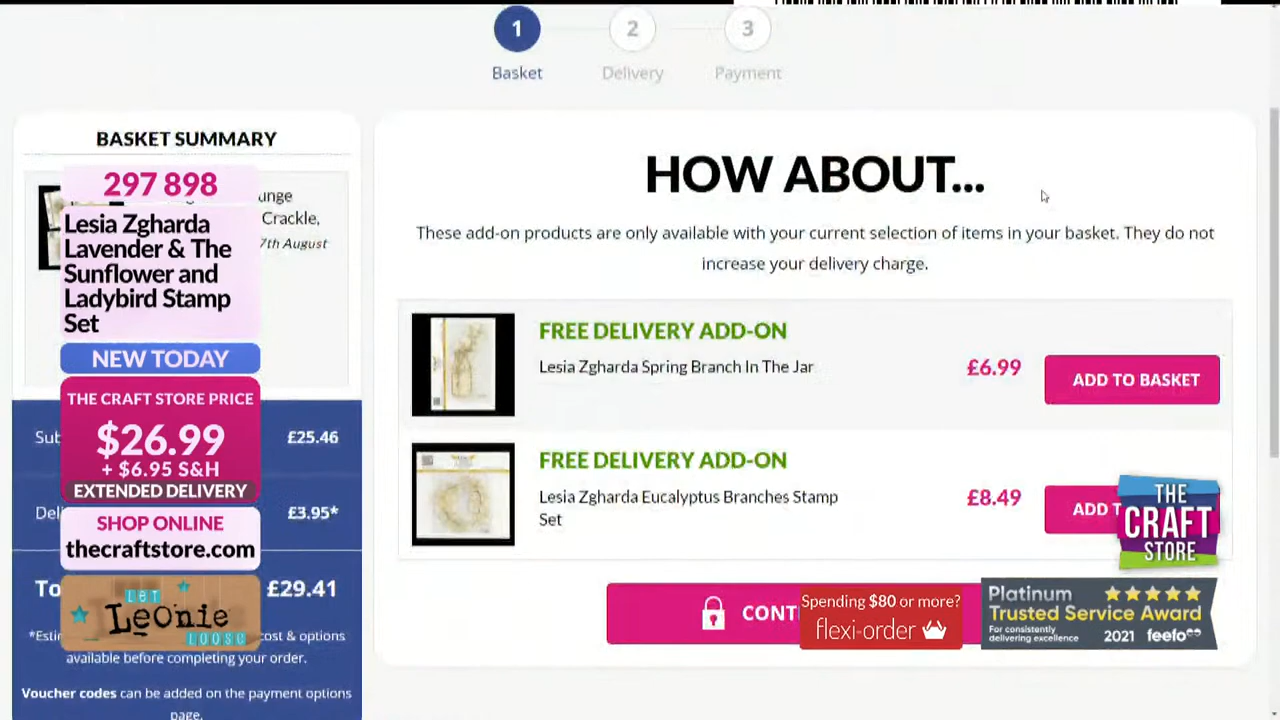 1
2
3
Basket
Delivery
Payment
BASKET SUMMARY
297 898
Lesia Zgharda
Lavender & The
Sunflower and
Ladybird Stamp
Set
Crackle,
7th August
NEW TODAY
THE CRAFT STORE PRICE
$26.99
+ $6.95 S&H
EXTENDED DELIVERY
SHOP ONLINE
thecraftstore.com
LET
Leonie
LOOSE
£25.46
£3.95*
£29.41
cost & options
available before completing your order.
Voucher codes can be added on the payment options
page.
HOW ABOUT...
These add-on products are only available with your current selection of items in your basket. They do not
increase your delivery charge.
FREE DELIVERY ADD-ON
Lesia Zgharda Spring Branch In The Jar
£6.99
ADD TO BASKET
FREE DELIVERY ADD-ON
Lesia Zgharda Eucalyptus Branches Stamp
Set
£8.49
ADD
THE
CRAFT
STORE
Spending $80 or more?
flexi-order
Platinum
Trusted Service Award
For consistently
delivering excellence
2021 feefo